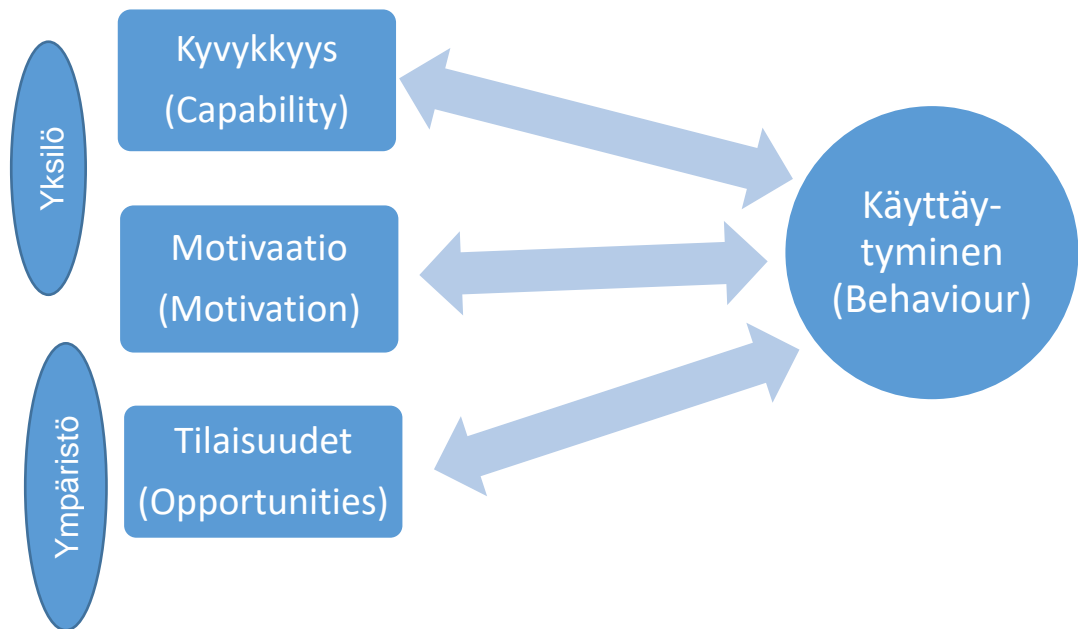 Yksilö
Kyvykkyys
(Capability)
Motivaatio
(Motivation)
Ympäristö
Tilaisuudet
(Opportunities)
Käyttäy-
tyminen
(Behaviour)